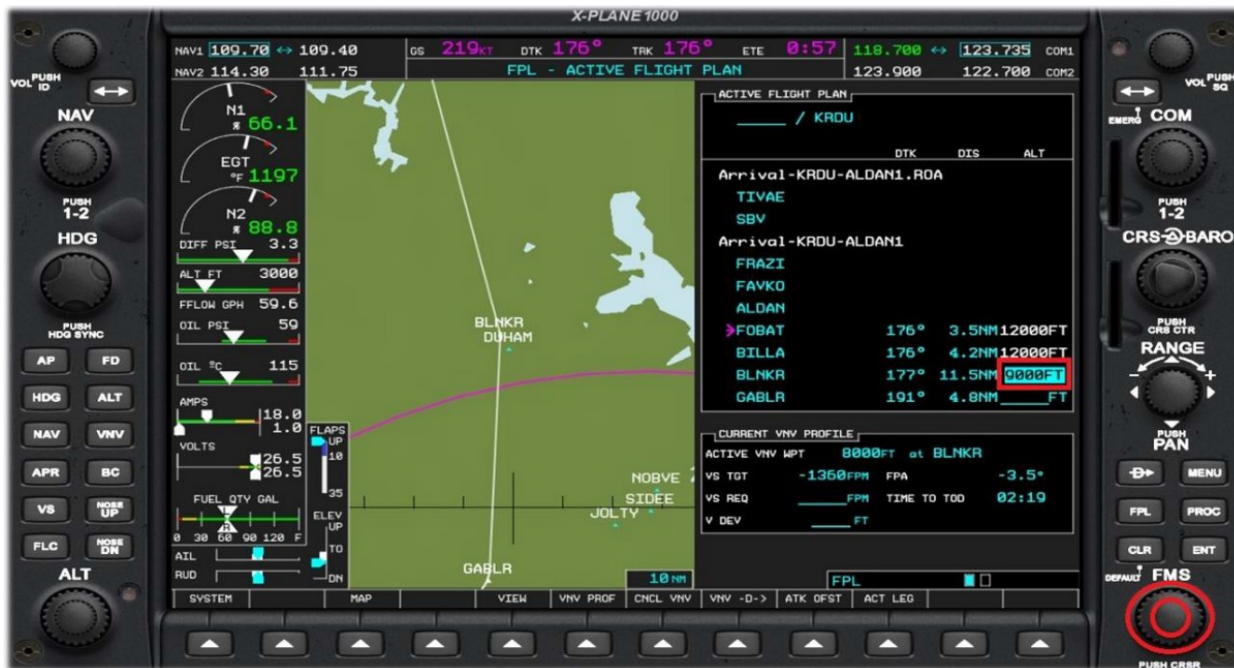 X-PLANE 1000
NAV1 109.70 ↔ 109.40
NAV2 114.30 111.75
GS 219KT DTK 176° TRK 176° ETE 0:57
FPL - ACTIVE FLIGHT PLAN
118.700 ↔ 123.735 COM1
123.900 122.700 COM2
VOL PUSH ID
NAV
PUSH 1-2
HDG
PUSH HDG SYNC
AP FD
HDG ALT
NAV VNV
APR BC
VS NOSE UP
FLC NOSE DN
ALT
N1 % 66.1
EGT °F 1197
N2 % 88.8
DIFF PSI 3.3
ALT FT 3000
FFLOW GPH 59.6
OIL PSI 59
OIL ºC 115
AMPS
18.0
1.0
VOLTS
26.5
26.5
FUEL QTY GAL
L
R
0 30 60 90 120 F
AIL
RUD
FLAPS
UP
10
35
ELEV
UP
TO
DN
BLNKR
DUHAM
NOBVE
SIDEE
JOLTY
GABLR
10 NM
ACTIVE FLIGHT PLAN
_____ / KRDU
DTK DIS ALT
Arrival-KRDU-ALDAN1.ROA
TIVAE
SBV
Arrival-KRDU-ALDAN1
FRAZI
FAVKO
ALDAN
FOBAT 176° 3.5NM 12000FT
BILLA 176° 4.2NM 12000FT
BLNKR 177° 11.5NM 9000FT
GABLR 191° 4.8NM _____FT
CURRENT VNV PROFILE
ACTIVE VNV WPT 8000FT at BLNKR
VS TGT -1360FPM FPA -3.5°
VS REQ _____FPM TIME TO TOD 02:19
V DEV _____FT
FPL
SYSTEM MAP VIEW VNV PROF CNCL VNV VNV -D-> ATK OFST ACT LEG
VOL PUSH SQ
EMERG COM
PUSH 1-2
CRS BARO
PUSH CRS CTR
RANGE
- +
PUSH PAN
D MENU
FPL PROC
CLR ENT
DEFAULT FMS
PUSH CRSR